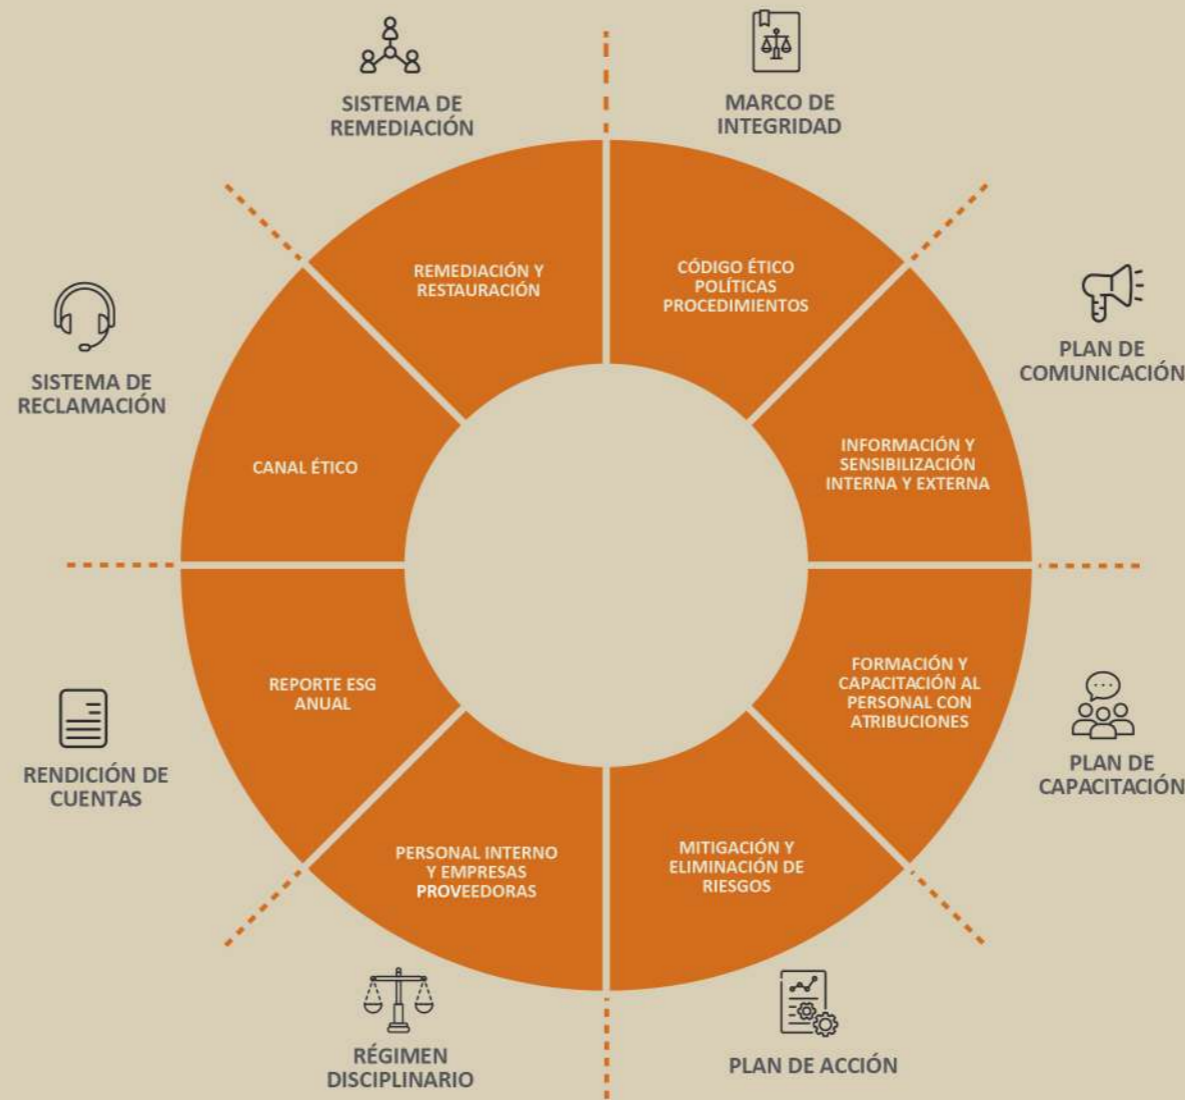 SISTEMA DE
REMEDIACIÓN
MARCO DE
INTEGRIDAD
REMEDIACIÓN Y
RESTAURACIÓN
CÓDIGO ÉTICO
POLÍTICAS
PROCEDIMIENTOS
SISTEMA DE
RECLAMACIÓN
PLAN DE
COMUNICACIÓN
CANAL ÉTICO
INFORMACIÓN Y
SENSIBILIZACIÓN
INTERNA Y EXTERNA
REPORTE ESG
ANUAL
FORMACIÓN Y
CAPACITACIÓN AL
PERSONAL CON
ATRIBUCIONES
RENDICIÓN DE
CUENTAS
PLAN DE
CAPACITACIÓN
PERSONAL INTERNO
Y EMPRESAS
PROVEEDORAS
MITIGACIÓN Y
ELIMINACIÓN DE
RIESGOS
RÉGIMEN
DISCIPLINARIO
PLAN DE ACCIÓN